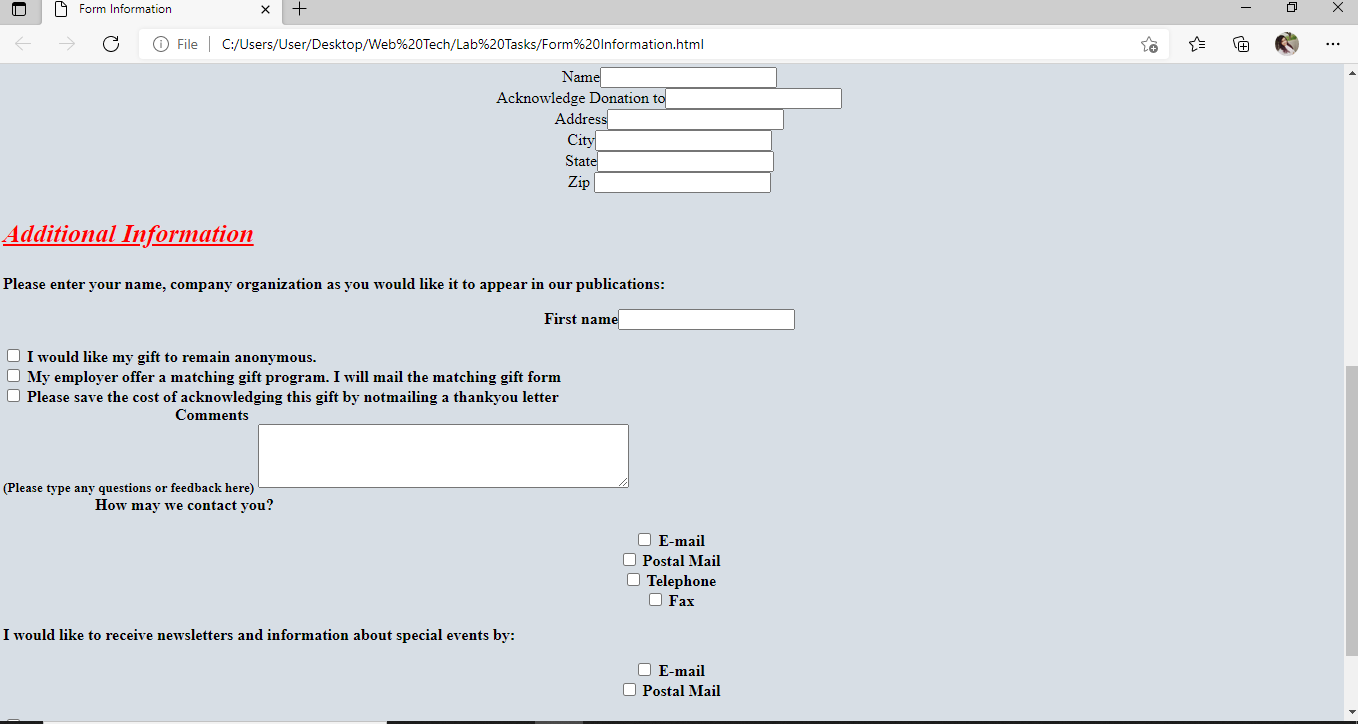 Form Information
File
C:/Users/User/Desktop/Web%20Tech/Lab%20Tasks/Form%20Information.html
Name
Acknowledge Donation to
Address
City
State
Zip
Additional Information
Please enter your name, company organization as you would like it to appear in our publications:
First name
I would like my gift to remain anonymous.
My employer offer a matching gift program. I will mail the matching gift form
Please save the cost of acknowledging this gift by notmailing a thankyou letter
Comments
(Please type any questions or feedback here)
How may we contact you?
E-mail
Postal Mail
Telephone
Fax
I would like to receive newsletters and information about special events by:
E-mail
Postal Mail